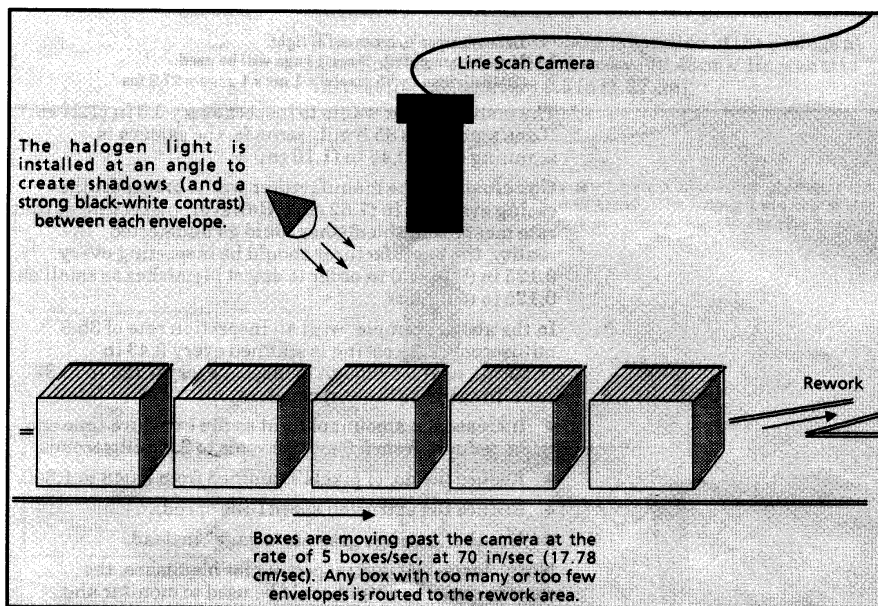 Line Scan Camera
The halogen light is
installed at an angle to
create shadows (and a
strong black-white contrast)
between each envelope.
Rework
Boxes are moving past the camera at the
rate of 5 boxes/sec, at 70 in/sec (17.78
cm/sec). Any box with too many or too few
envelopes is routed to the rework area.